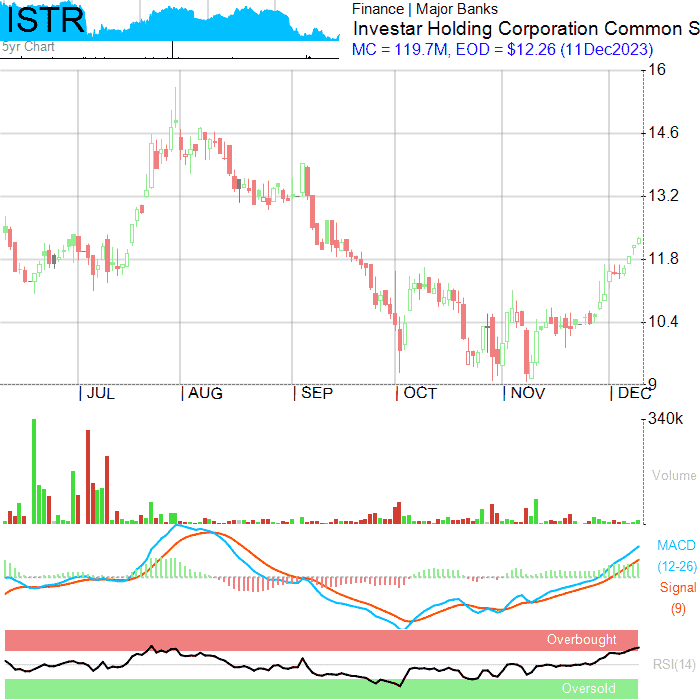 ISTR
5yr Chart
Finance | Major Banks
Investar Holding Corporation Common S
MC = 119.7M, EOD = $12.26 (11Dec2023)
16
14.6
13.2
11.8
10.4
9
JUL
AUG
SEP
OCT
NOV
DEC
340k
Volume
MACD
(12-26)
Signal
(9)
Overbought
RSI(14)
Oversold